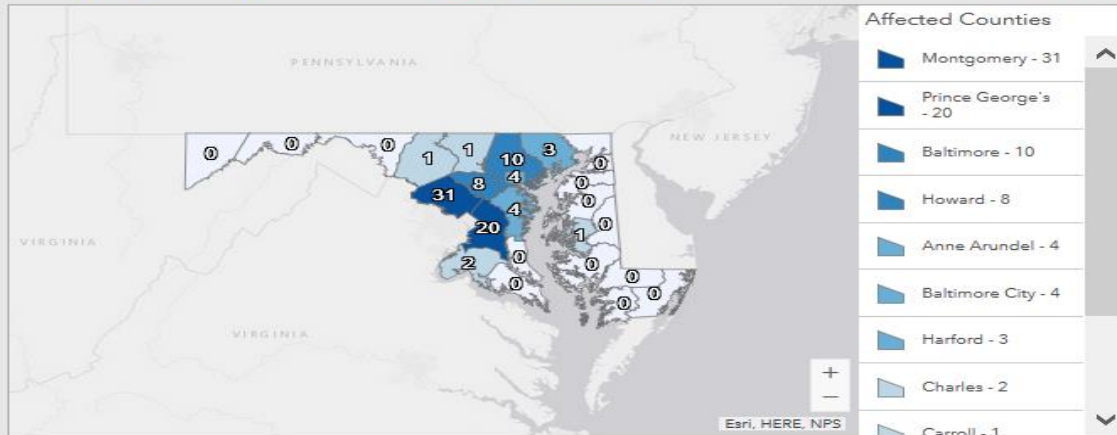 Affected Counties
Montgomery - 31
Prince George's
- 20
Baltimore - 10
Howard - 8
Anne Arundel - 4
Baltimore City - 4
Harford - 3
Charles - 2
Carroll - 1
PENNSYLVANIA
NEW JERSEY
VIRGINIA
VIRGINIA
0
0
0
1
1
10
3
0
4
31
8
0
4
0
20
1
0
0
2
0
0
0
0
0
+
−
Esri, HERE, NPS